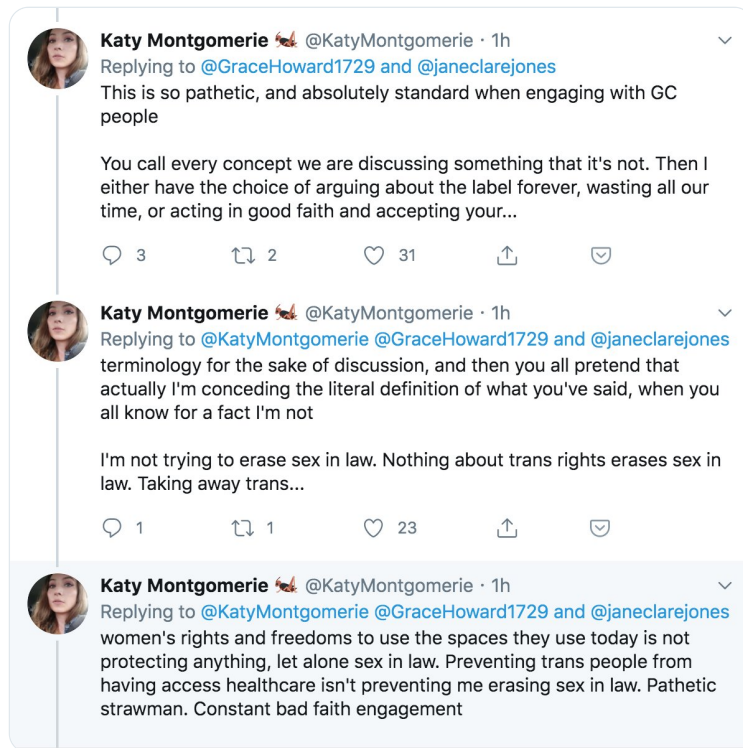 Katy Montgomerie @KatyMontgomerie · 1h
Replying to @GraceHoward1729 and @janeclarejones
This is so pathetic, and absolutely standard when engaging with GC
people
You call every concept we are discussing something that it's not. Then I
either have the choice of arguing about the label forever, wasting all our
time, or acting in good faith and accepting your...
3 2 31
Katy Montgomerie @KatyMontgomerie · 1h
Replying to @KatyMontgomerie @GraceHoward1729 and @janeclarejones
terminology for the sake of discussion, and then you all pretend that
actually I'm conceding the literal definition of what you've said, when you
all know for a fact I'm not
I'm not trying to erase sex in law. Nothing about trans rights erases sex in
law. Taking away trans...
1 1 23
Katy Montgomerie @KatyMontgomerie · 1h
Replying to @KatyMontgomerie @GraceHoward1729 and @janeclarejones
women's rights and freedoms to use the spaces they use today is not
protecting anything, let alone sex in law. Preventing trans people from
having access healthcare isn't preventing me erasing sex in law. Pathetic
strawman. Constant bad faith engagement